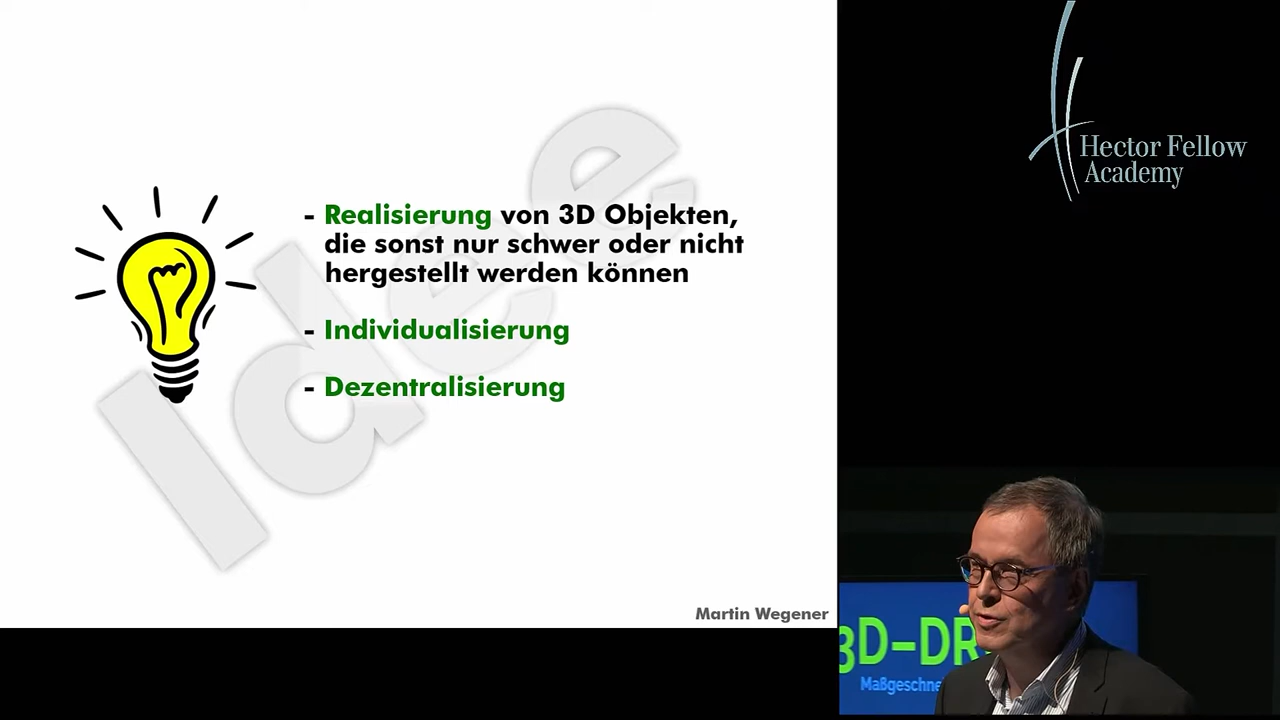 Idee
- Realisierung von 3D Objekten,
die sonst nur schwer oder nicht
hergestellt werden können
- Individualisierung
- Dezentralisierung
Martin Wegener
Hector Fellow
Academy
3D-DR
Maßgeschne